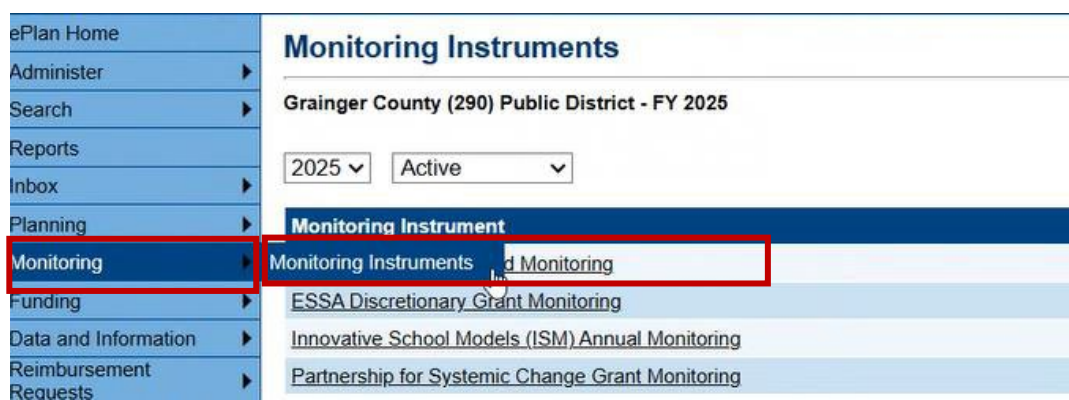 ePlan Home
Administer
Search
Reports
Inbox
Planning
Monitoring
Funding
Data and Information
Reimbursement
Requests
Monitoring Instruments
Grainger County (290) Public District - FY 2025
2025 Active
Monitoring Instrument
Monitoring Instruments d Monitoring
ESSA Discretionary Grant Monitoring
Innovative School Models (ISM) Annual Monitoring
Partnership for Systemic Change Grant Monitoring